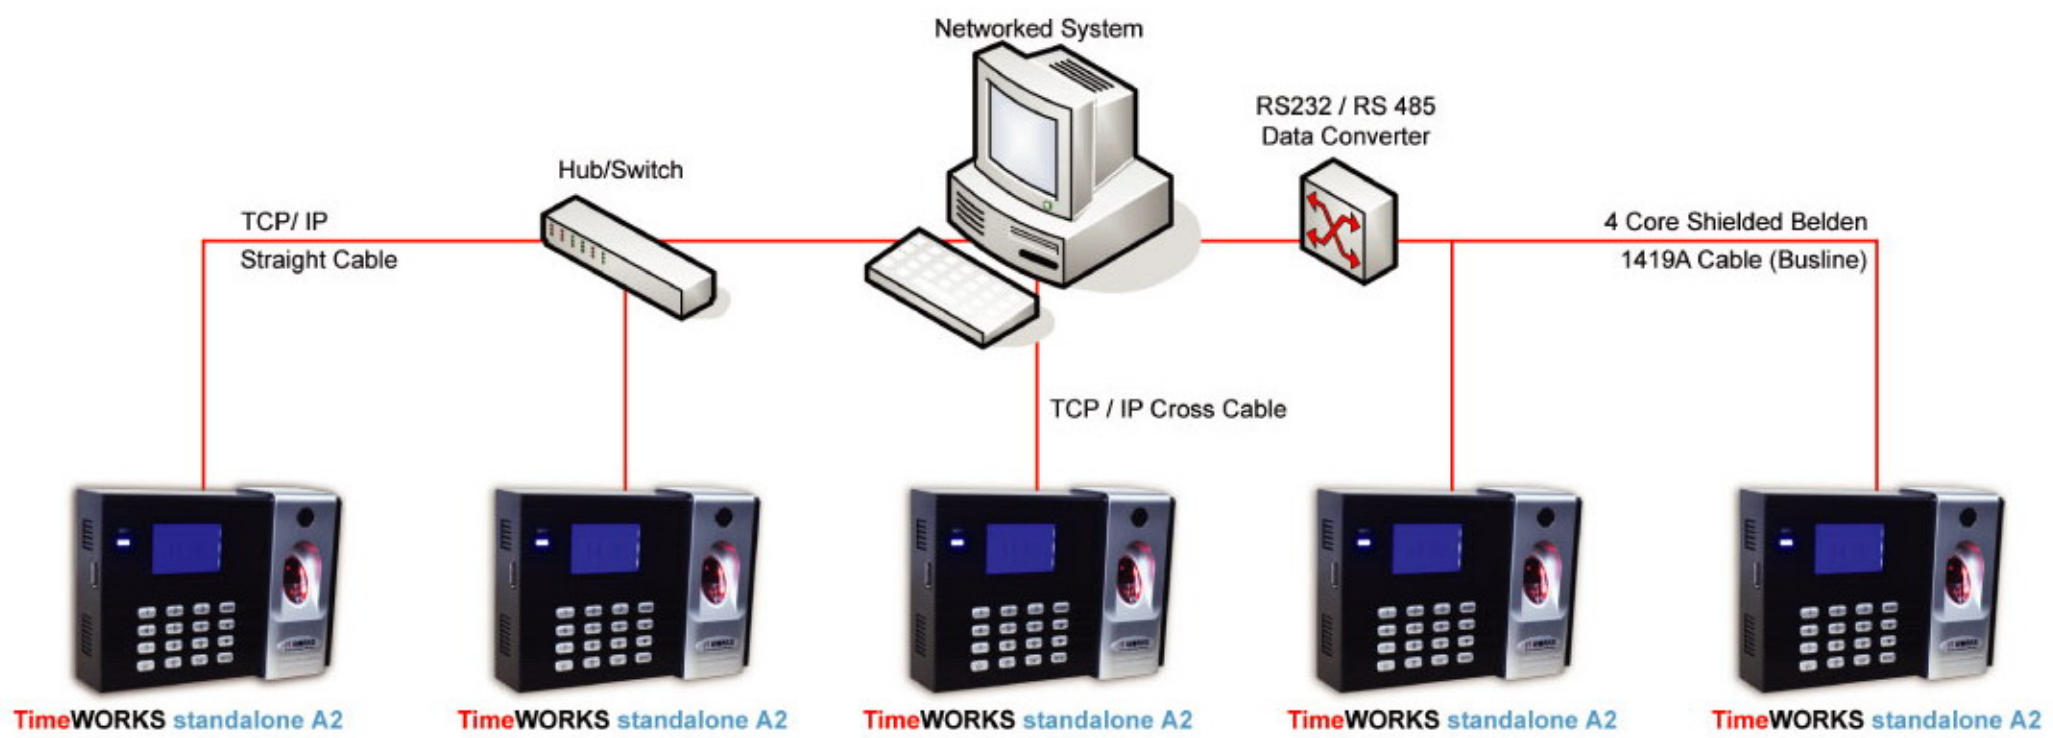 Networked System
RS232 / RS 485
Data Converter
Hub/Switch
TCP/ IP
Straight Cable
4 Core Shielded Belden
1419A Cable (Busline)
TCP / IP Cross Cable
TimeWORKS standalone A2
TimeWORKS standalone A2
TimeWORKS standalone A2
TimeWORKS standalone A2
TimeWORKS standalone A2